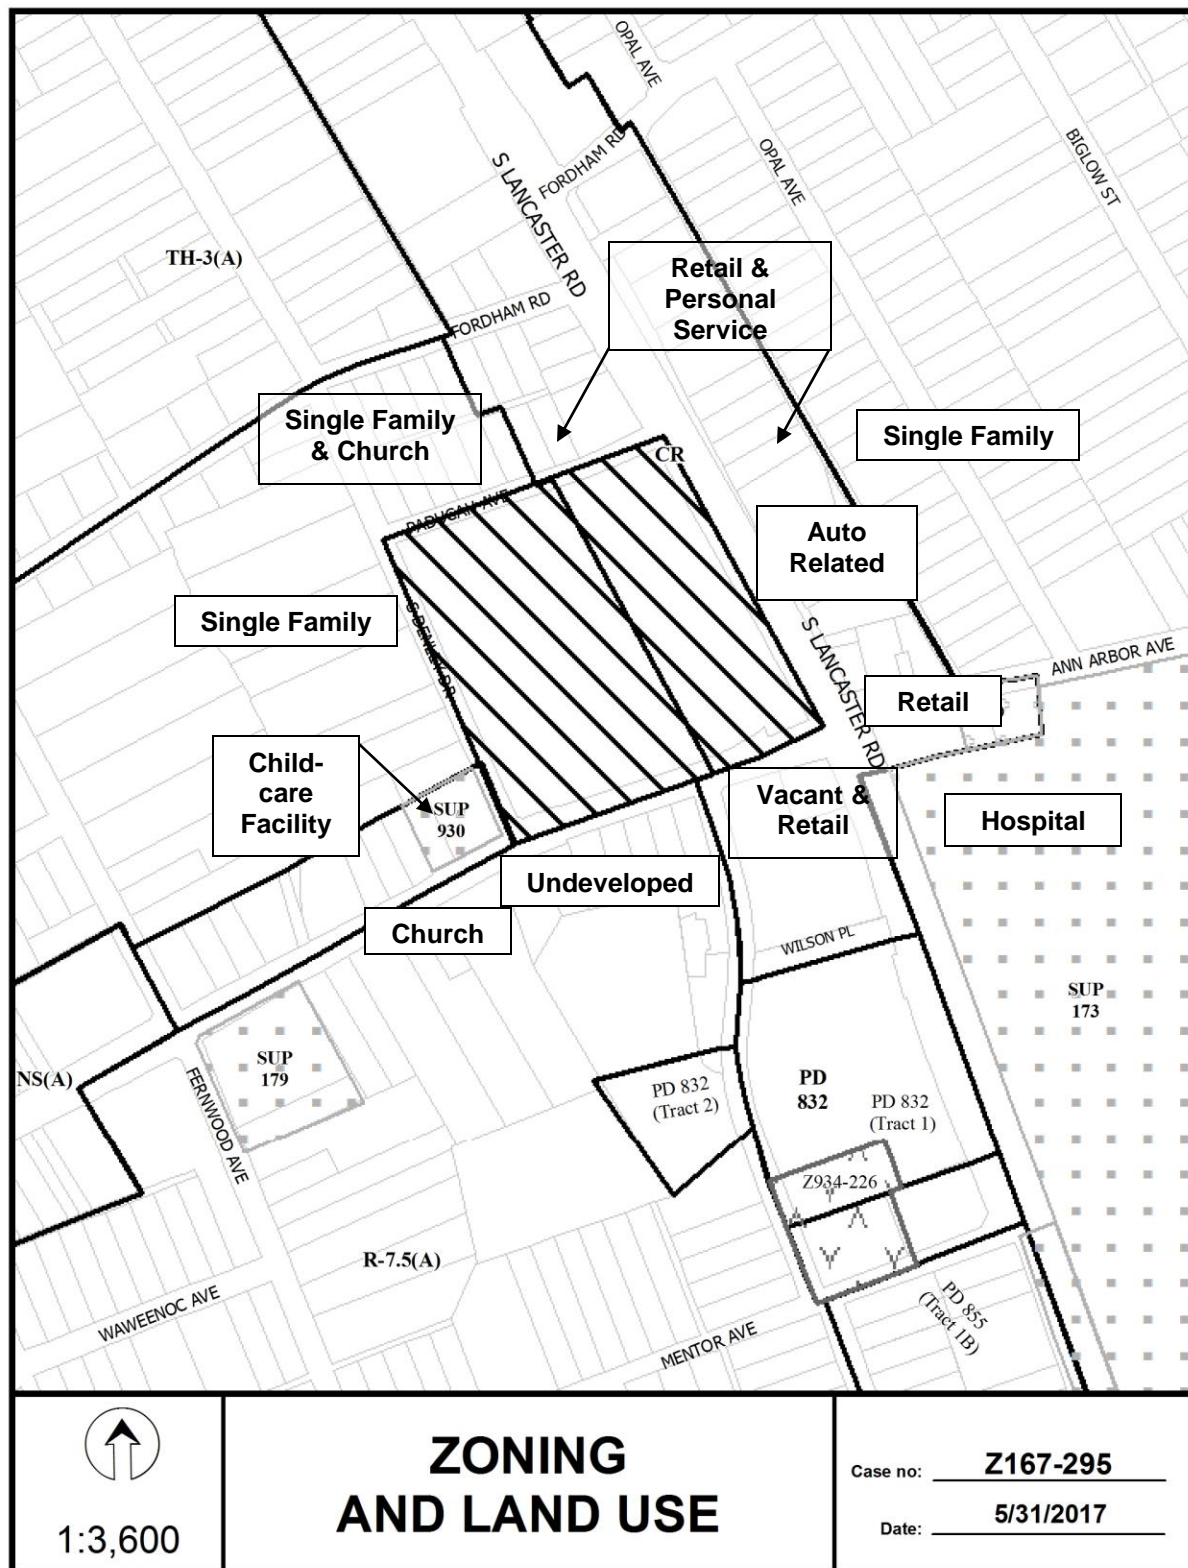 OPAL AVE
FORDHAM RD
S LANCASTER RD
OPAL AVE
BIGLOW ST
TH-3(A)
Retail &
Personal
Service
FORDHAM RD
Single Family
& Church
Single Family
CR
PADUCAH AVE
Auto
Related
Single Family
S DENLEY DR
S LANCASTER RD
ANN ARBOR AVE
Retail
Child-
care
Facility
SUP
930
Vacant &
Retail
Hospital
Undeveloped
Church
WILSON PL
SUP
173
SUP
179
NS(A)
FERNWOOD AVE
PD 832
(Tract 2)
PD
832
PD 832
(Tract 1)
Z934-226
R-7.5(A)
WAWEENOC AVE
MENTOR AVE
PD 855
(Tract 1B)
1:3,600
ZONING
AND LAND USE
Case no: Z167-295
Date: 5/31/2017